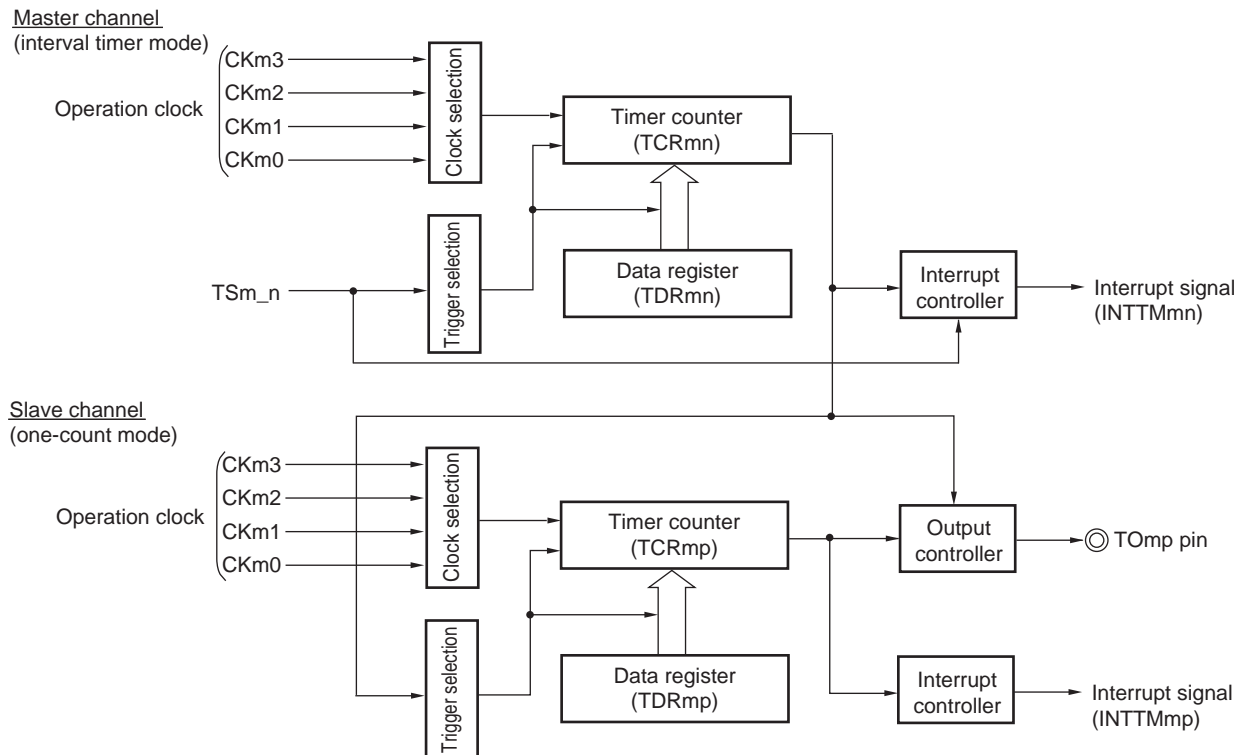 Master channel
(interval timer mode)
CKm3
CKm2
Operation clock
CKm1
CKm0
Clock selection
Timer counter
(TCRmn)
TSm_n
Trigger selection
Data register
(TDRmn)
Interrupt
controller
Interrupt signal
(INTTMmn)
Slave channel
(one-count mode)
CKm3
CKm2
Operation clock
CKm1
CKm0
Clock selection
Timer counter
(TCRmp)
Output
controller
TOmp pin
Trigger selection
Data register
(TDRmp)
Interrupt
controller
Interrupt signal
(INTTMmp)